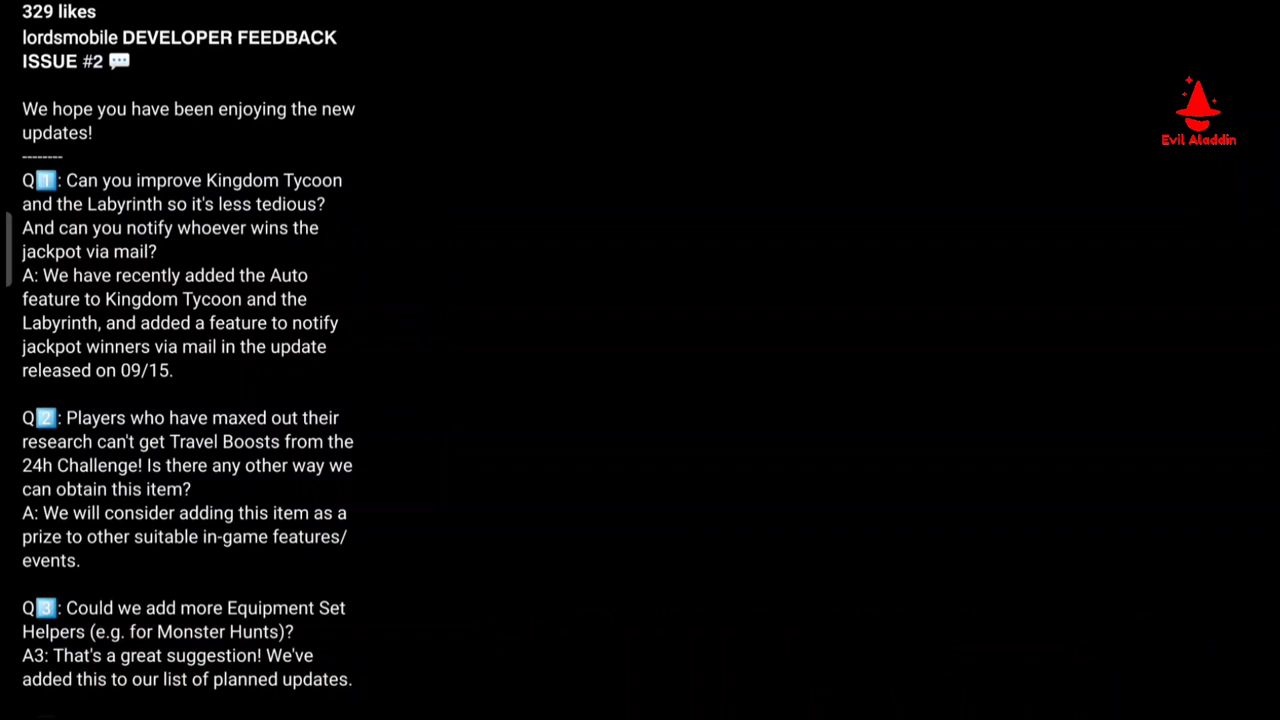 329 likes
lordsmobile DEVELOPER FEEDBACK
ISSUE #2 💬
We hope you have been enjoying the new
updates!
--------
Q1️⃣: Can you improve Kingdom Tycoon
and the Labyrinth so it's less tedious?
And can you notify whoever wins the
jackpot via mail?
A: We have recently added the Auto
feature to Kingdom Tycoon and the
Labyrinth, and added a feature to notify
jackpot winners via mail in the update
released on 09/15.
Q2️⃣: Players who have maxed out their
research can't get Travel Boosts from the
24h Challenge! Is there any other way we
can obtain this item?
A: We will consider adding this item as a
prize to other suitable in-game features/
events.
Q3️⃣: Could we add more Equipment Set
Helpers (e.g. for Monster Hunts)?
A3: That's a great suggestion! We've
added this to our list of planned updates.
Evil Aladdin